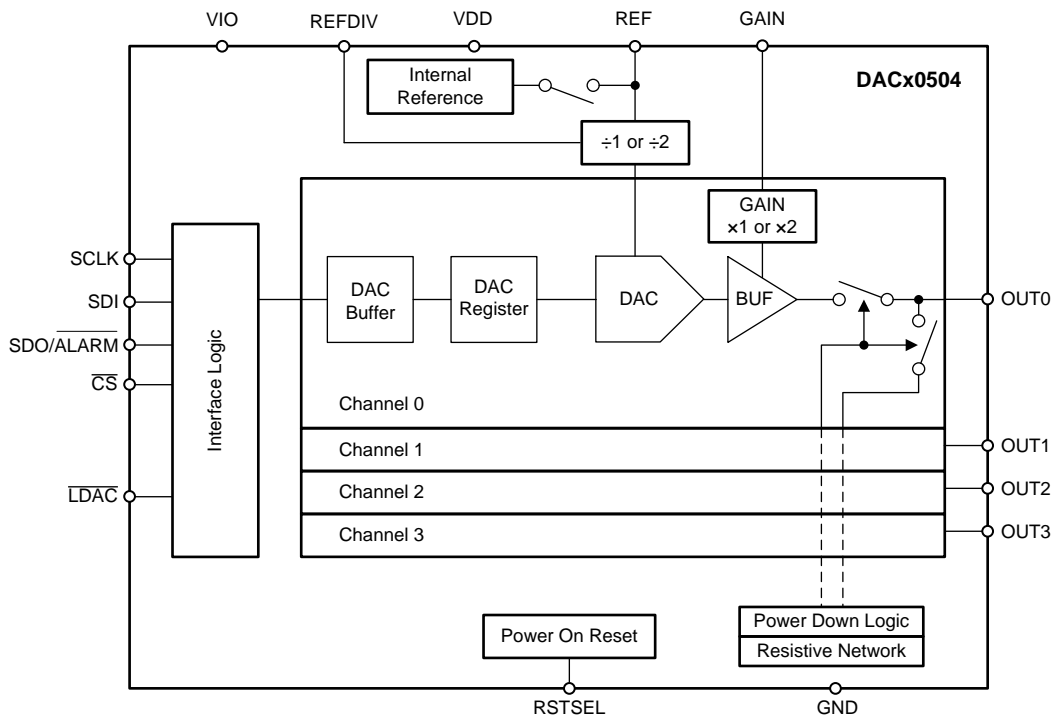 VIO
REFDIV
VDD
REF
GAIN
DACx0504
Internal
Reference
÷1 or ÷2
GAIN
×1 or ×2
SCLK
SDI
SDO/ALARM
CS
LDAC
Interface Logic
DAC
Buffer
DAC
Register
DAC
BUF
OUT0
Channel 0
Channel 1
OUT1
Channel 2
OUT2
Channel 3
OUT3
Power On Reset
Power Down Logic
Resistive Network
RSTSEL
GND